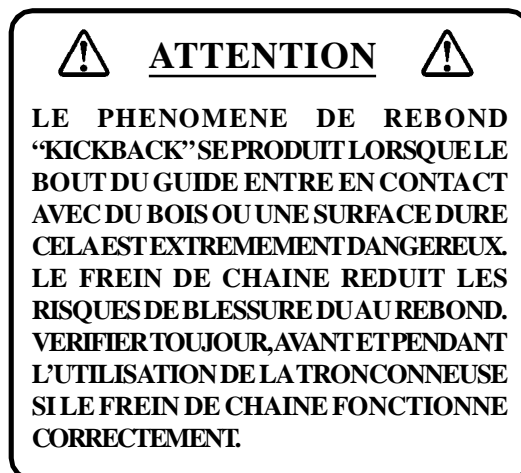 ATTENTION
LE PHENOMENE DE REBOND
“KICKBACK” SE PRODUIT LORSQUE LE
BOUT DU GUIDE ENTRE EN CONTACT
AVEC DU BOIS OU UNE SURFACE DURE
CELA EST EXTREMEMENT DANGEREUX.
LE FREIN DE CHAINE REDUIT LES
RISQUES DE BLESSURE DU AU REBOND.
VERIFIER TOUJOUR, AVANT ET PENDANT
L’UTILISATION DE LA TRONCONNEUSE
SI LE FREIN DE CHAINE FONCTIONNE
CORRECTEMENT.